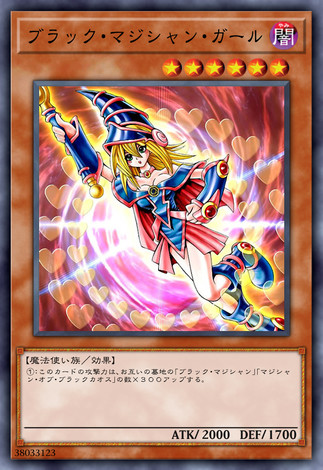 ブラック・マジシャン・ガール
闇
やみ
【魔法使い族／効果】
①:このカードの攻撃力は、お互いの墓地の「ブラック・マジシャン」「マジシャ
ン・オブ・ブラックカオス」の数×300アップする。
ATK/ 2000 DEF/1700
38033123